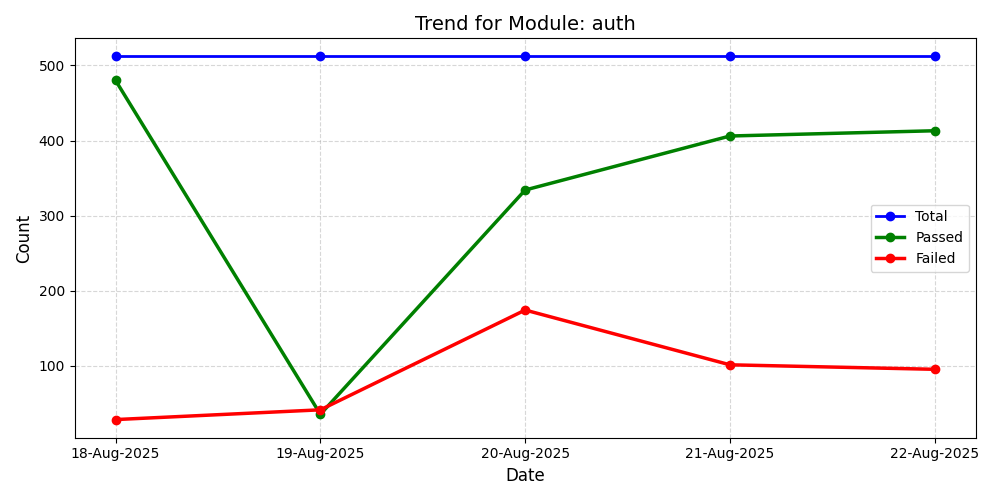 Trend for Module: auth
500
400
300
200
100
Count
Total
Passed
Failed
18-Aug-2025
19-Aug-2025
20-Aug-2025
21-Aug-2025
22-Aug-2025
Date